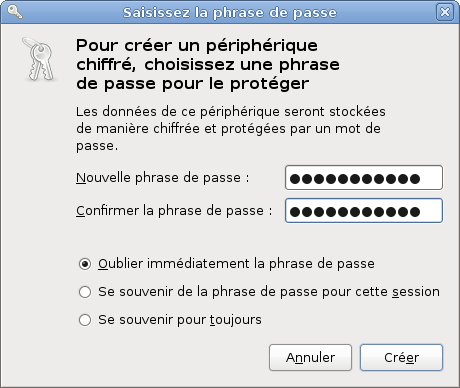 Saisissez la phrase de passe
Pour créer un périphérique
chiffré, choisissez une phrase
de passe pour le protéger
Les données de ce périphérique seront stockées
de manière chiffrée et protégées par un mot de
passe.
Nouvelle phrase de passe : ●●●●●●●●●●●
Confirmer la phrase de passe : ●●●●●●●●●●●
Oublier immédiatement la phrase de passe
Se souvenir de la phrase de passe pour cette session
Se souvenir pour toujours
Annuler Créer